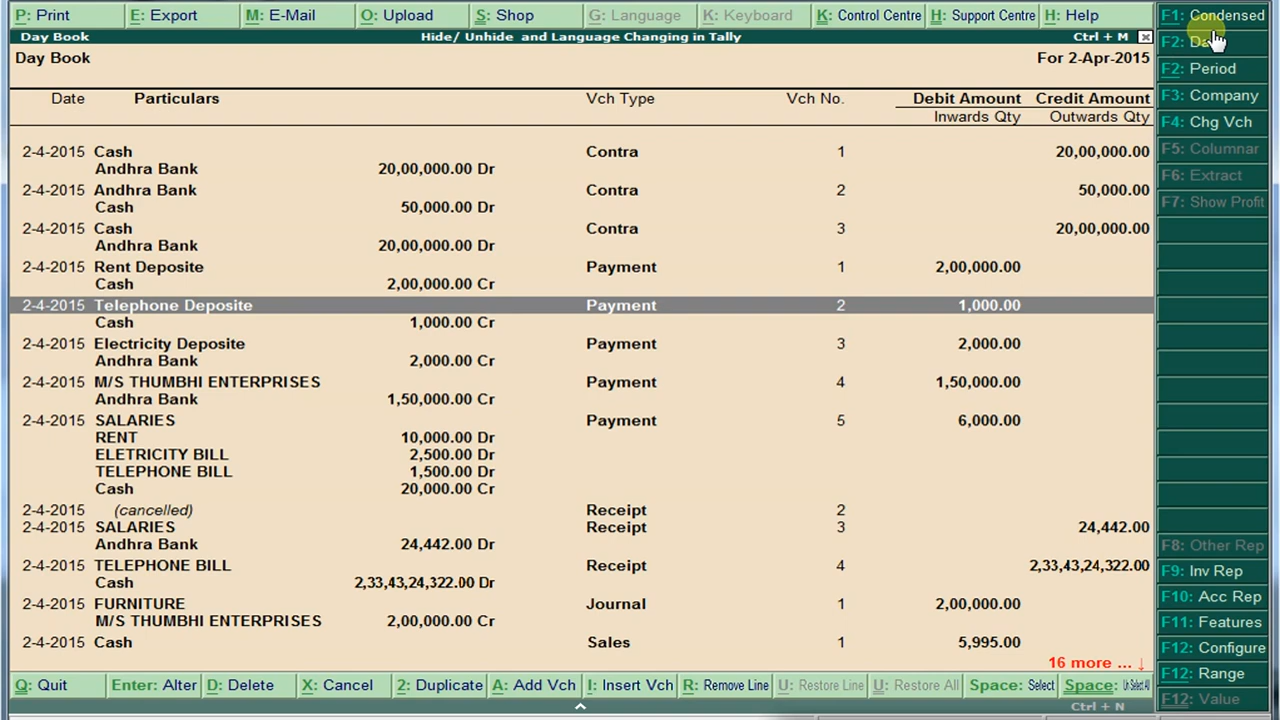 P: Print E: Export M: E-Mail O: Upload S: Shop G: Language K: Keyboard K: Control Centre H: Support Centre H: Help F1: Condensed
Day Book Hide/ Unhide and Language Changing in Tally Ctrl + M
Day Book For 2-Apr-2015
F2: Period
Date Particulars Vch Type Vch No. Debit Amount Credit Amount F3: Company
Inwards Qty Outwards Qty F4: Chg Vch
2-4-2015 Cash Contra 1 20,00,000.00 F5: Columnar
Andhra Bank 20,00,000.00 Dr F6: Extract
2-4-2015 Andhra Bank Contra 2 50,000.00
Cash 50,000.00 Dr F7: Show Profit
2-4-2015 Cash Contra 3 20,00,000.00
Andhra Bank 20,00,000.00 Dr
2-4-2015 Rent Deposite Payment 1 2,00,000.00
Cash 2,00,000.00 Cr
2-4-2015 Telephone Deposite Payment 2 1,000.00
Cash 1,000.00 Cr
2-4-2015 Electricity Deposite Payment 3 2,000.00
Andhra Bank 2,000.00 Cr
2-4-2015 M/S THUMBHI ENTERPRISES Payment 4 1,50,000.00
Andhra Bank 1,50,000.00 Cr
2-4-2015 SALARIES Payment 5 6,000.00
RENT 10,000.00 Dr
ELETRICITY BILL 2,500.00 Dr
TELEPHONE BILL 1,500.00 Dr
Cash 20,000.00 Cr
2-4-2015 (cancelled) Receipt 2
2-4-2015 SALARIES Receipt 3 24,442.00
Andhra Bank 24,442.00 Dr F8: Other Rep
2-4-2015 TELEPHONE BILL Receipt 4 2,33,43,24,322.00 F9: Inv Rep
Cash 2,33,43,24,322.00 Dr
2-4-2015 FURNITURE Journal 1 2,00,000.00 F10: Acc Rep
M/S THUMBHI ENTERPRISES 2,00,000.00 Cr F11: Features
2-4-2015 Cash Sales 1 5,995.00 F12: Configure
16 more ... ↓ F12: Range
Q: Quit Enter: Alter D: Delete X: Cancel 2: Duplicate A: Add Vch I: Insert Vch R: Remove Line U: Restore Line U: Restore All Space: Select Space: F12: Value
Ctrl + N